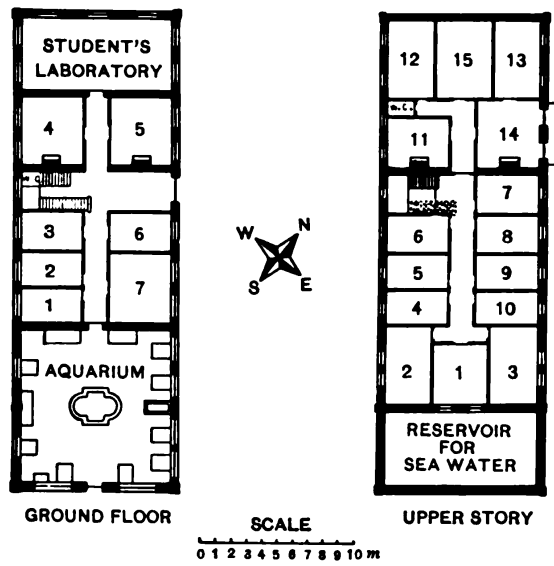 STUDENT'S
LABORATORY
4
5
W C
3
6
2
7
1
AQUARIUM
GROUND FLOOR
W
N
S
E
SCALE
0 1 2 3 4 5 6 7 8 9 10 m
12
15
13
W.C.
11
14
7
6
8
5
9
4
10
2
1
3
RESERVOIR
FOR
SEA WATER
UPPER STORY